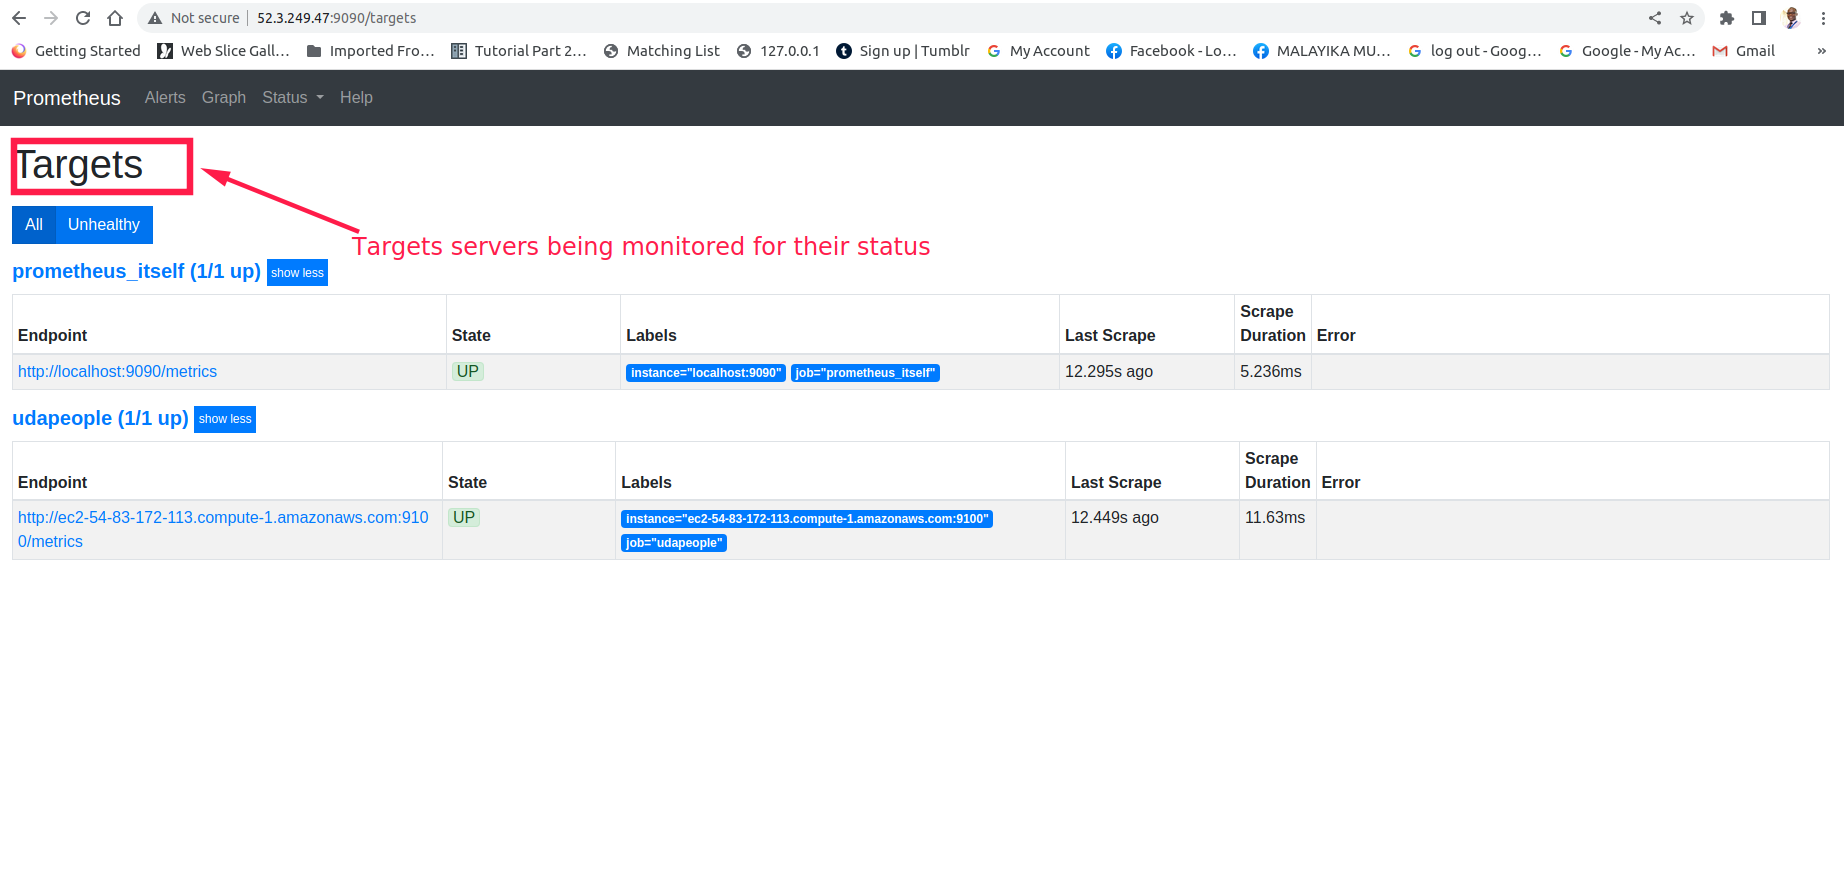 Not secure 52.3.249.47:9090/targets
Getting Started Web Slice Gall... Imported Fro... Tutorial Part 2... Matching List 127.0.0.1 Sign up | Tumblr My Account Facebook - Lo... MALAYIKA MU... log out - Goog... Google - My Ac... Gmail »
Prometheus Alerts Graph Status Help
Targets
All Unhealthy
Targets servers being monitored for their status
prometheus_itself (1/1 up) show less
Endpoint State Labels Last Scrape Scrape Duration Error
http://localhost:9090/metrics UP instance="localhost:9090" job="prometheus_itself" 12.295s ago 5.236ms
udapeople (1/1 up) show less
Endpoint State Labels Last Scrape Scrape Duration Error
http://ec2-54-83-172-113.compute-1.amazonaws.com:910 UP instance="ec2-54-83-172-113.compute-1.amazonaws.com:9100" 12.449s ago 11.63ms
0/metrics job="udapeople"